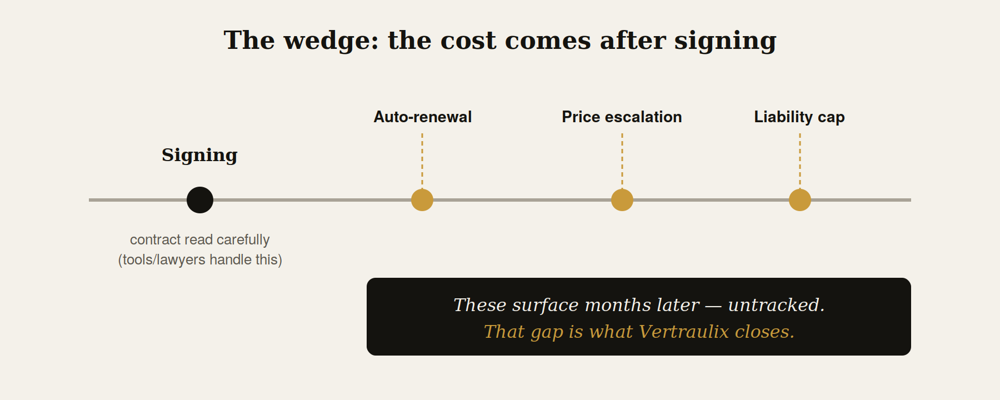 The wedge: the cost comes after signing
Auto-renewal
Price escalation
Liability cap
Signing
contract read carefully
(tools/lawyers handle this)
These surface months later — untracked.
That gap is what Vertraulix closes.